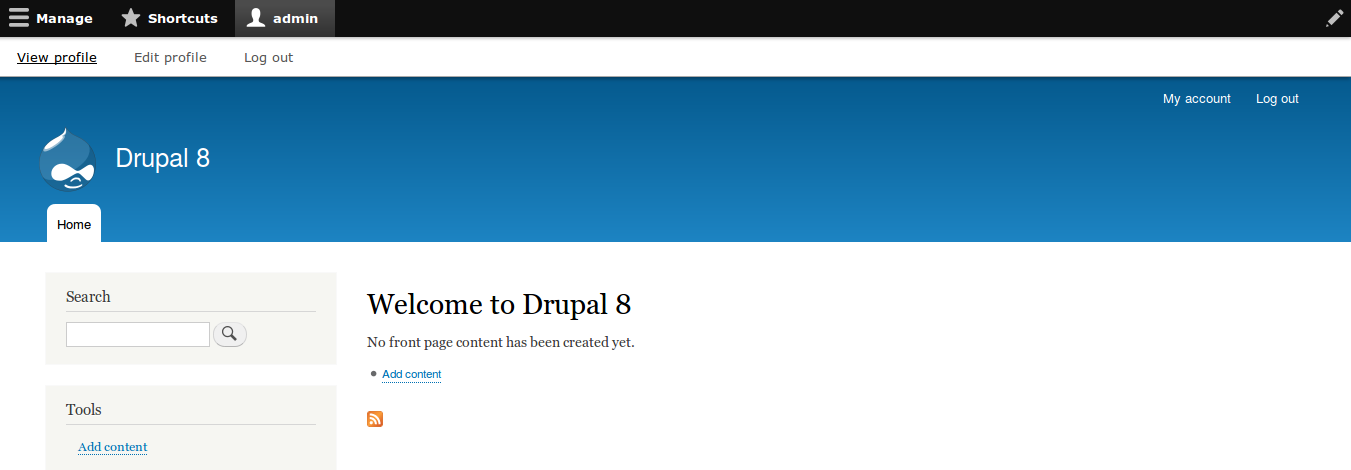 Manage Shortcuts admin
View profile Edit profile Log out
My account Log out
Drupal 8
Home
Search
Welcome to Drupal 8
No front page content has been created yet.
Add content
Tools
Add content